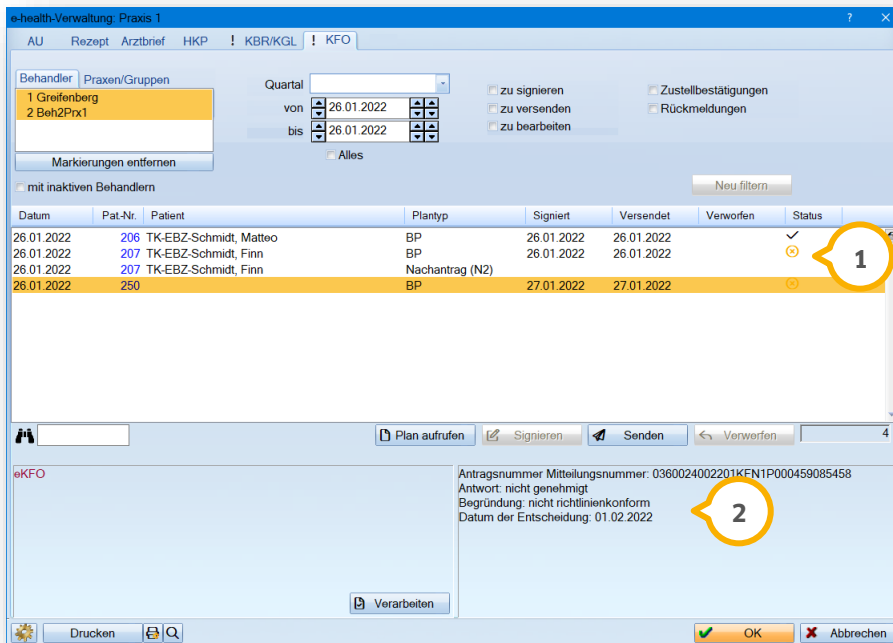 e-health-Verwaltung: Praxis 1 ?
AU Rezept Arztbrief HKP ! KBR/KGL ! KFO
Behandler Praxen/Gruppen
1 Greifenberg
2 Beh2Prx1
Markierungen entfernen
mit inaktiven Behandlern
Quartal
von 26.01.2022
bis 26.01.2022
Alles
zu signieren
zu versenden
zu bearbeiten
Zustellbestätigungen
Rückmeldungen
Neu filtern
Datum Pat-Nr. Patient Plantyp Signiert Versendet Verworfen Status
26.01.2022 206 TK-EBZ-Schmidt, Matteo BP 26.01.2022 26.01.2022
26.01.2022 207 TK-EBZ-Schmidt, Finn BP 26.01.2022 26.01.2022
26.01.2022 207 TK-EBZ-Schmidt, Finn Nachantrag (N2)
26.01.2022 250 BP 27.01.2022 27.01.2022
1
Plan aufrufen Signieren Senden Verwerfen 4
eKFO
Antragsnummer Mitteilungsnummer: 0360024002201KFN1P000459085458
Antwort: nicht genehmigt
Begründung: nicht richtlinienkonform
Datum der Entscheidung: 01.02.2022
2
Verarbeiten
Drucken OK Abbrechen